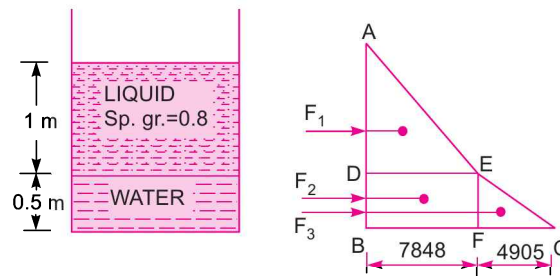 LIQUID
Sp. gr.=0.8
1 m
WATER
0.5 m
A
F1
D
E
F2
F3
B
F
C
7848
4905